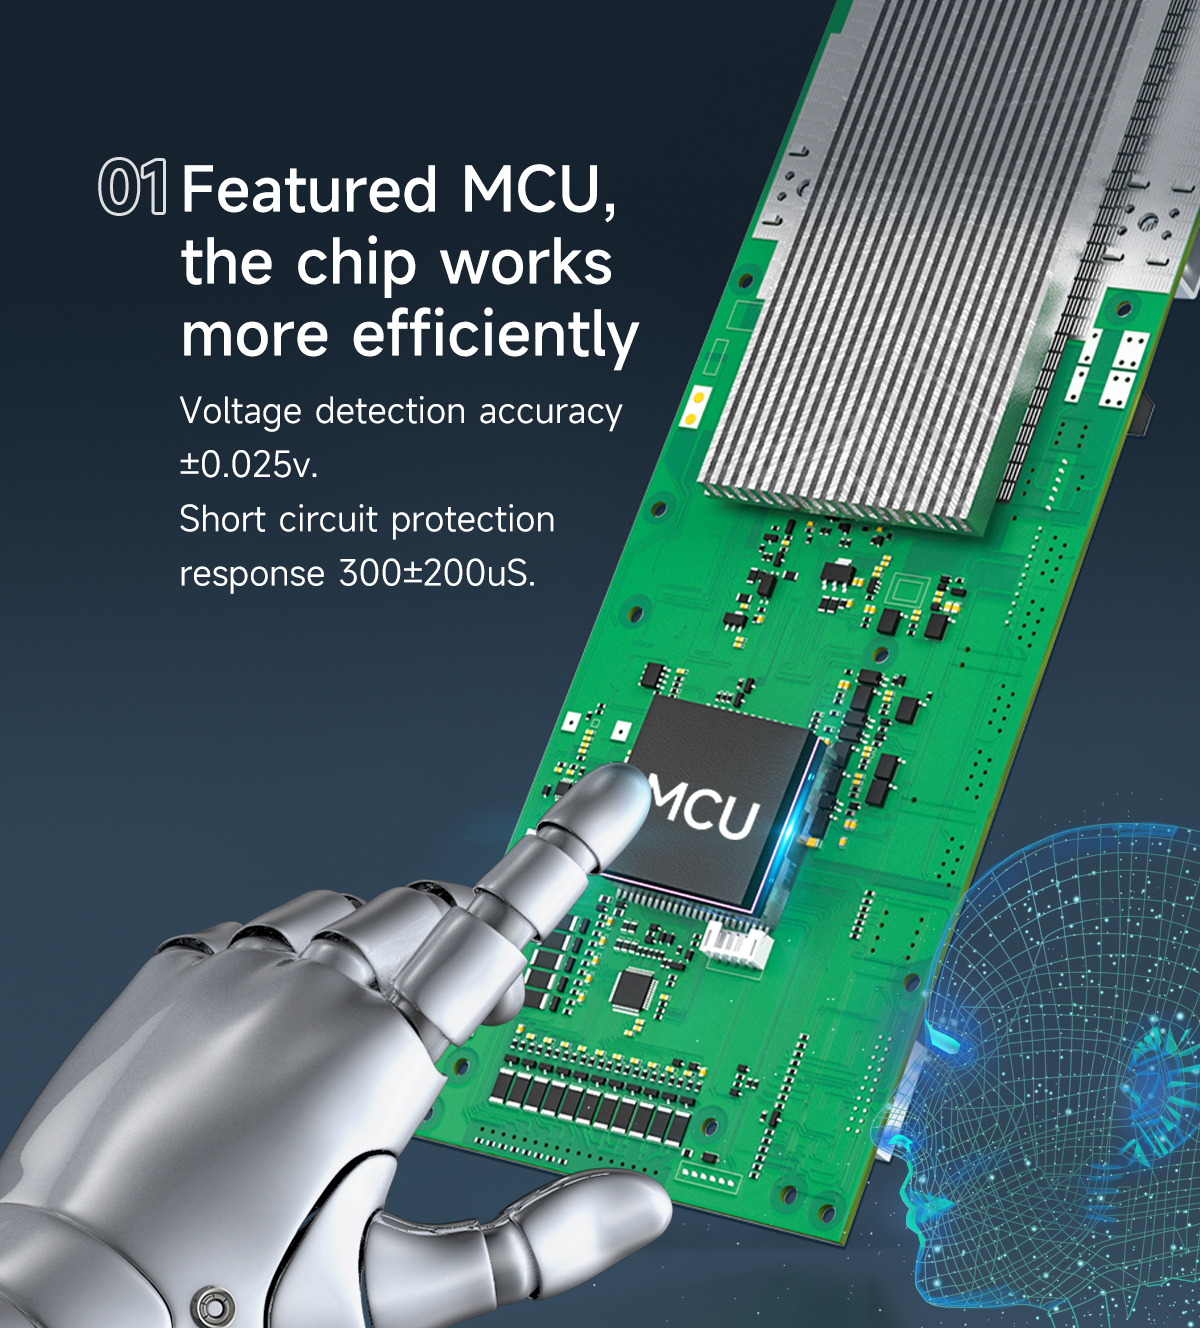 01 Featured MCU,
the chip works
more efficiently
Voltage detection accuracy
±0.025v.
Short circuit protection
response 300±200uS.
MCU